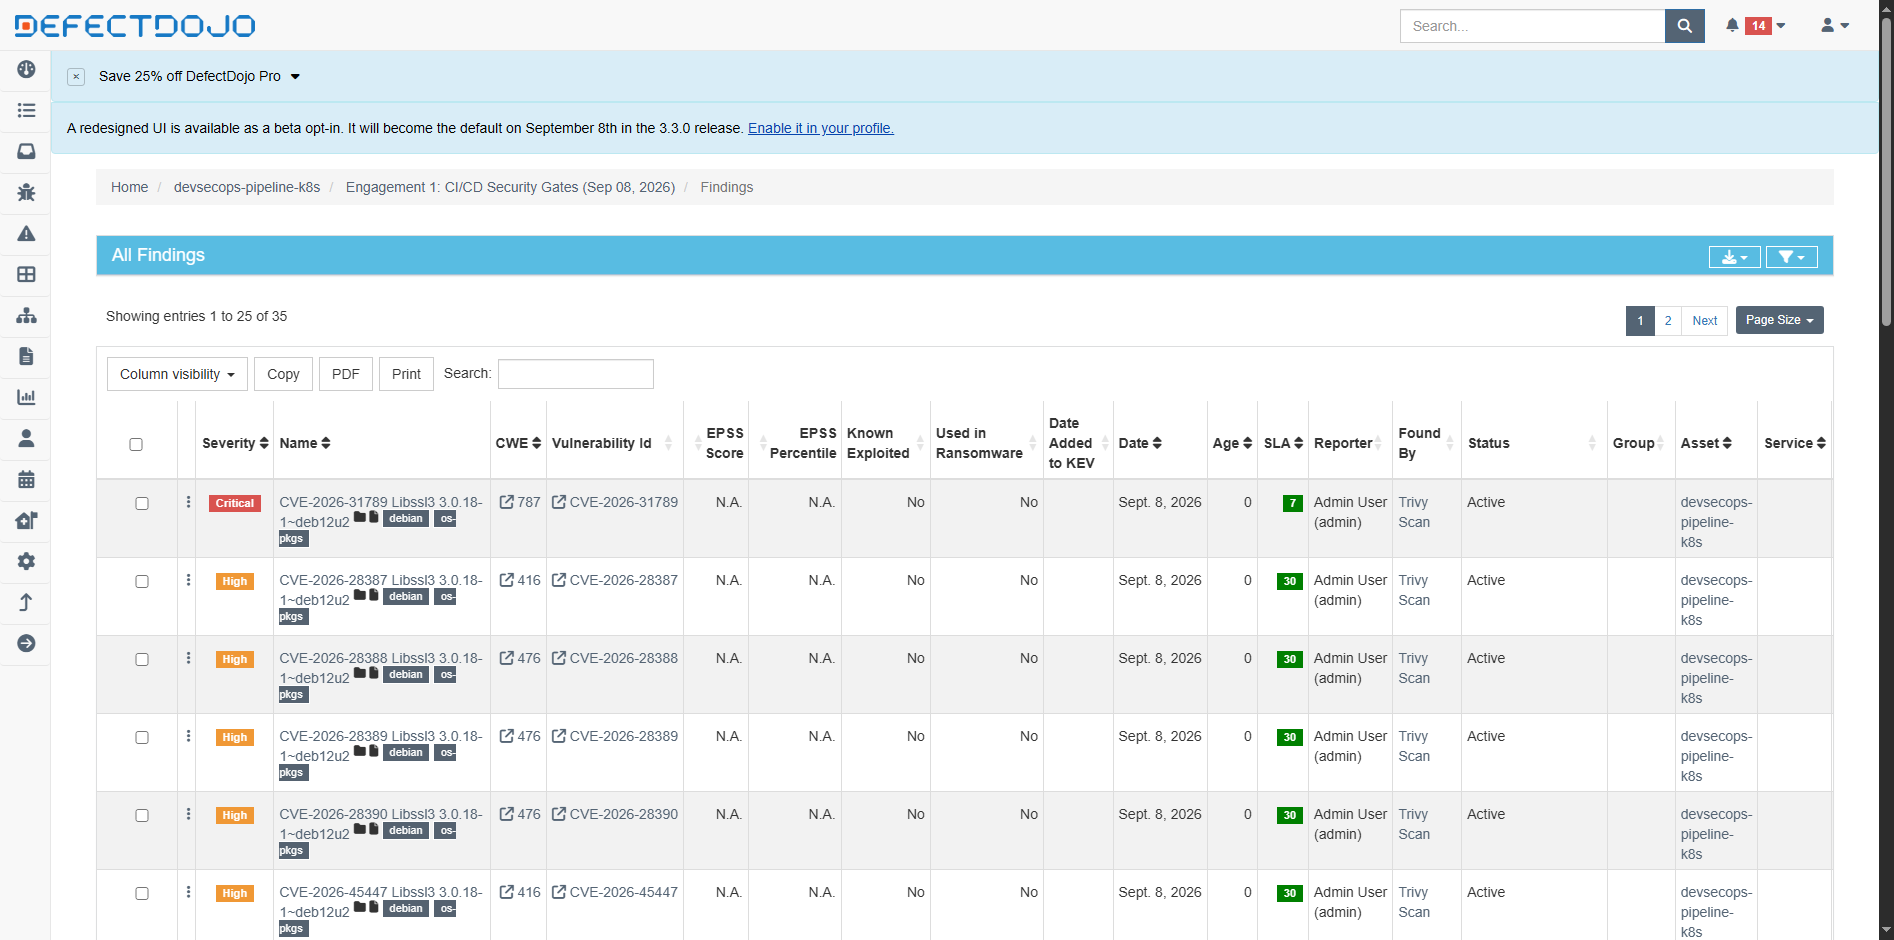 DEFECTDOJO
Search...
14
Save 25% off DefectDojo Pro
A redesigned UI is available as a beta opt-in. It will become the default on September 8th in the 3.3.0 release. Enable it in your profile.
Home / devsecops-pipeline-k8s / Engagement 1: CI/CD Security Gates (Sep 08, 2026) / Findings
All Findings
Showing entries 1 to 25 of 35
1 2 Next Page Size
Column visibility Copy PDF Print Search:
Severity Name CWE Vulnerability Id EPSS Score EPSS Percentile Known Exploited Used in Ransomware Date Added to KEV Date Age SLA Reporter Found By Status Group Asset Service
Critical CVE-2026-31789 Libssl3 3.0.18- 787 CVE-2026-31789 N.A. N.A. No No Sept. 8, 2026 0 7 Admin User Trivy Active devsecops-
1~deb12u2 debian os- (admin) Scan pipeline-
pkgs k8s
High CVE-2026-28387 Libssl3 3.0.18- 416 CVE-2026-28387 N.A. N.A. No No Sept. 8, 2026 0 30 Admin User Trivy Active devsecops-
1~deb12u2 debian os- (admin) Scan pipeline-
pkgs k8s
High CVE-2026-28388 Libssl3 3.0.18- 476 CVE-2026-28388 N.A. N.A. No No Sept. 8, 2026 0 30 Admin User Trivy Active devsecops-
1~deb12u2 debian os- (admin) Scan pipeline-
pkgs k8s
High CVE-2026-28389 Libssl3 3.0.18- 476 CVE-2026-28389 N.A. N.A. No No Sept. 8, 2026 0 30 Admin User Trivy Active devsecops-
1~deb12u2 debian os- (admin) Scan pipeline-
pkgs k8s
High CVE-2026-28390 Libssl3 3.0.18- 476 CVE-2026-28390 N.A. N.A. No No Sept. 8, 2026 0 30 Admin User Trivy Active devsecops-
1~deb12u2 debian os- (admin) Scan pipeline-
pkgs k8s
High CVE-2026-45447 Libssl3 3.0.18- 416 CVE-2026-45447 N.A. N.A. No No Sept. 8, 2026 0 30 Admin User Trivy Active devsecops-
1~deb12u2 debian os- (admin) Scan pipeline-
pkgs k8s